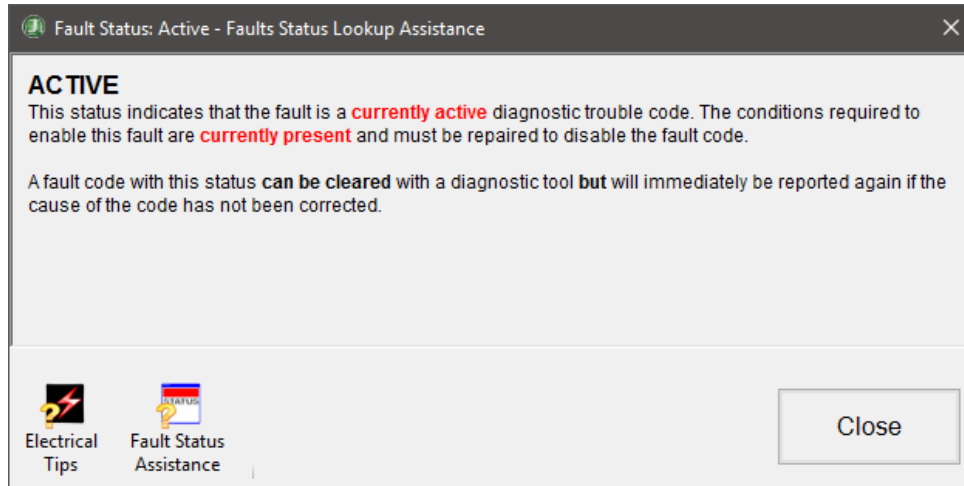 Fault Status: Active - Faults Status Lookup Assistance
ACTIVE
This status indicates that the fault is a currently active diagnostic trouble code. The conditions required to
enable this fault are currently present and must be repaired to disable the fault code.
A fault code with this status can be cleared with a diagnostic tool but will immediately be reported again if the
cause of the code has not been corrected.
STATUS
Electrical
Tips
Fault Status
Assistance
Close